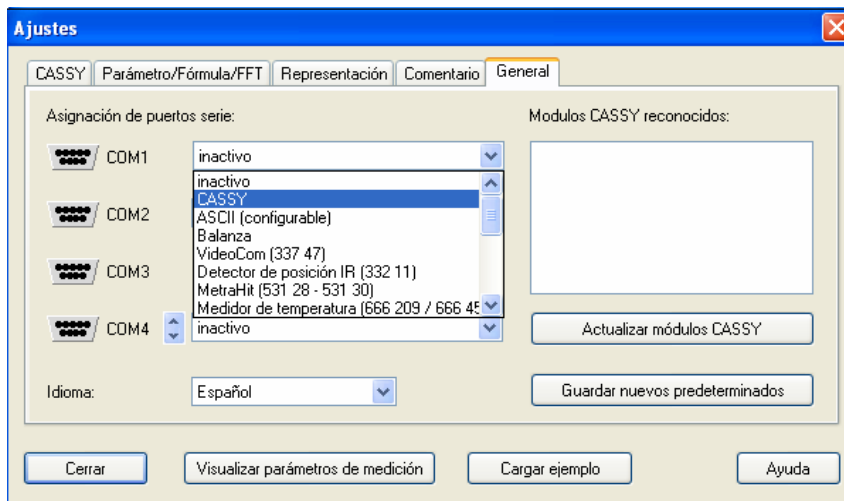 Ajustes
CASSY Parámetro/Fórmula/FFT Representación Comentario General
Asignación de puertos serie:
Modulos CASSY reconocidos:
COM1 inactivo
inactivo
CASSY
COM2 ASCII (configurable)
Balanza
VideoCom (337 47)
COM3 Detector de posición IR (332 11)
MetraHit (531 28 - 531 30)
Medidor de temperatura (666 209 / 666 45
COM4 inactivo
Actualizar módulos CASSY
Idioma: Español
Guardar nuevos predeterminados
Cerrar Visualizar parámetros de medición Cargar ejemplo Ayuda